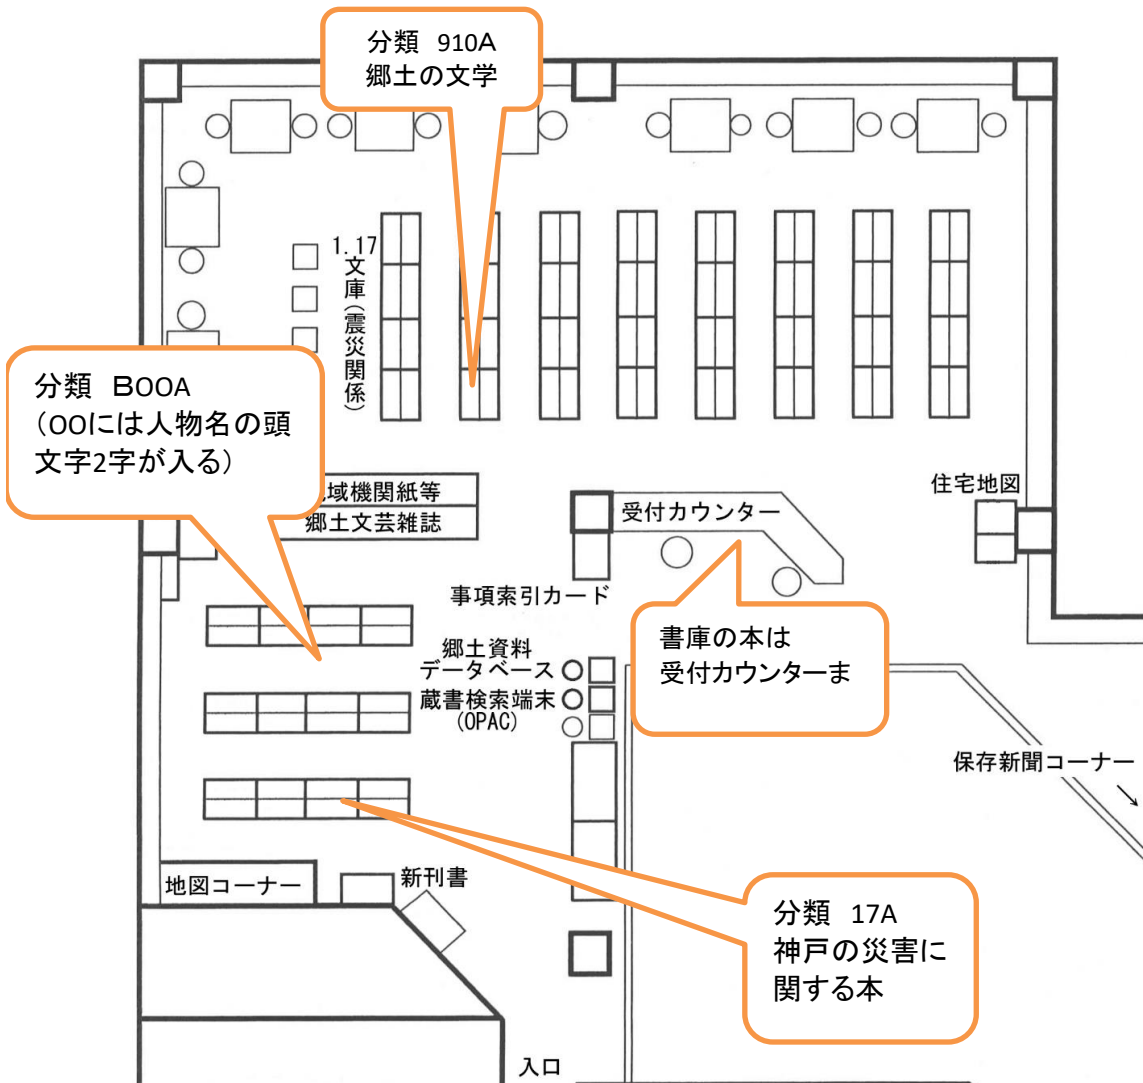 分類 910A
郷土の文学
1.17
文庫(震災関係)
分類 BOOA
(OOには人物名の頭
文字2字が入る)
域機関紙等
郷土文芸雑誌
受付カウンター
住宅地図
事項索引カード
書庫の本は
受付カウンターま
郷土資料
データベース
蔵書検索端末
(OPAC)
保存新聞コーナー
→
地図コーナー
新刊書
分類 17A
神戸の災害に
関する本
入口